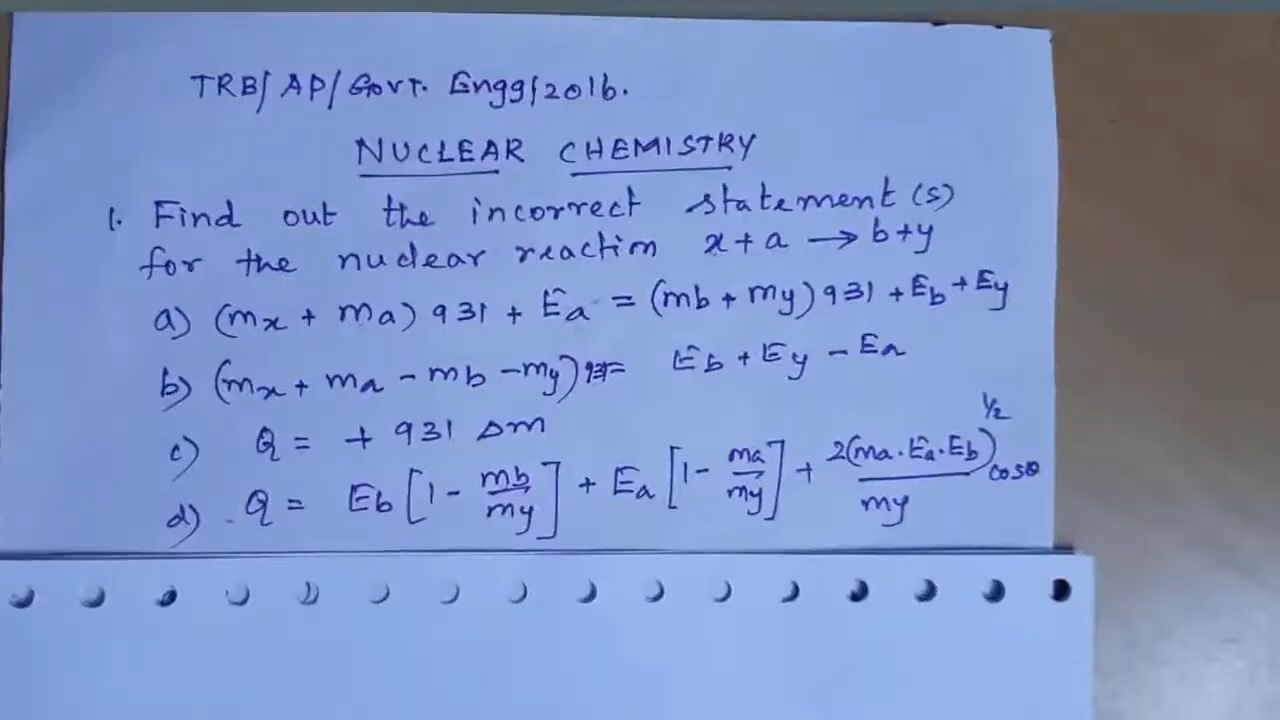 TRB/AP/Govt. Engg/2016.
NUCLEAR CHEMISTRY
1. Find out the incorrect statement(s)
for the nuclear reaction x+a → b+y
a) (mx + ma) 931 + Ea = (mb + my) 931 + Eb + Ey
b) (mx + ma - mb - my) = Eb + Ey - Ea
c) Q = + 931 Δm
d) Q = Eb [1 - mb/my] + Ea [1 - ma/my] + 2(ma.Ea.Eb)^1/2 / my cosθ